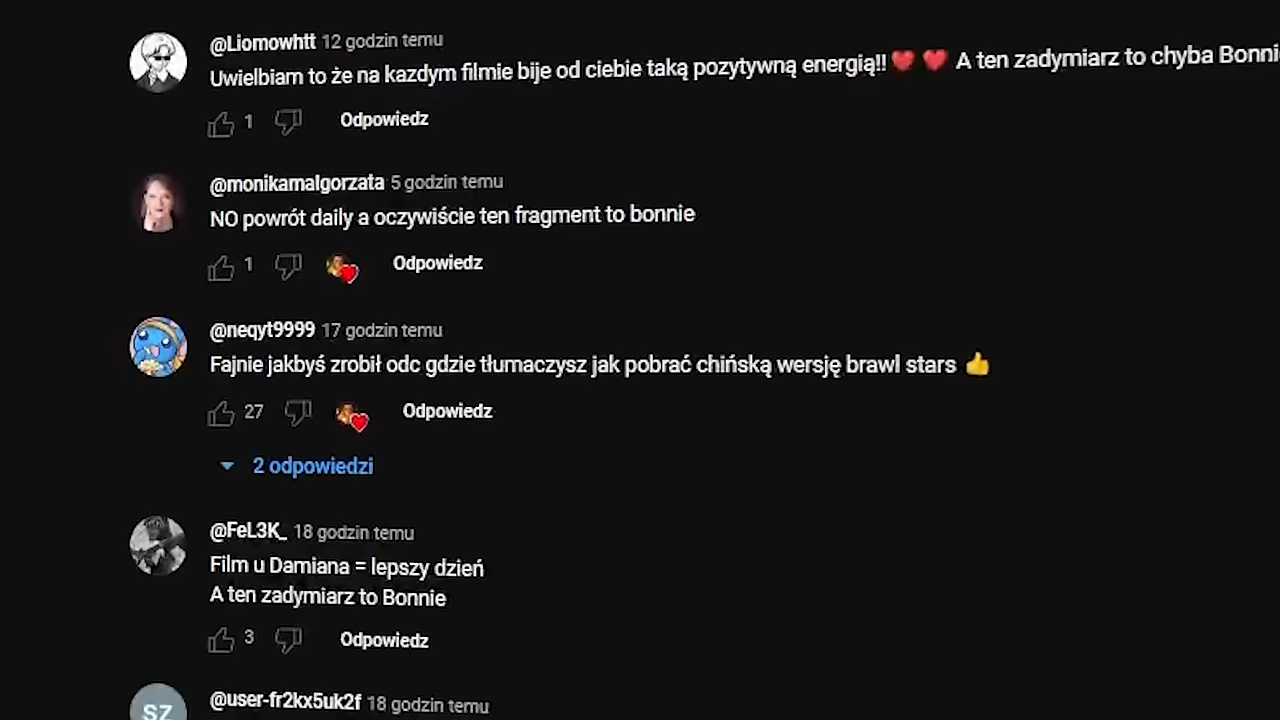 @Liomowhtt 12 godzin temu
Uwielbiam to że na kazdym filmie bije od ciebie taką pozytywną energią!! ❤️ ❤️ A ten zadymiarz to chyba
1 Odpowiedz
@monikamalgorzata 5 godzin temu
NO powrót daily a oczywiście ten fragment to bonnie
1 Odpowiedz
@neqyt9999 17 godzin temu
Fajnie jakbyś zrobił odc gdzie tłumaczysz jak pobrać chińską wersję brawl stars 👍
27 Odpowiedz
2 odpowiedzi
@FeL3K_ 18 godzin temu
Film u Damiana = lepszy dzień
A ten zadymiarz to Bonnie
3 Odpowiedz
SZ @user-fr2kx5uk2f 18 godzin temu